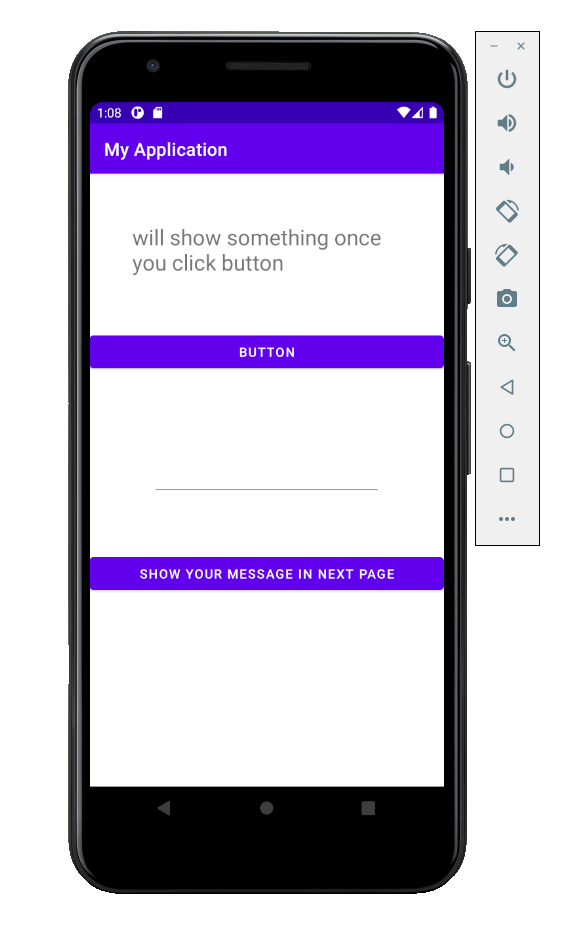 1:08
My Application
will show something once
you click button
BUTTON
SHOW YOUR MESSAGE IN NEXT PAGE